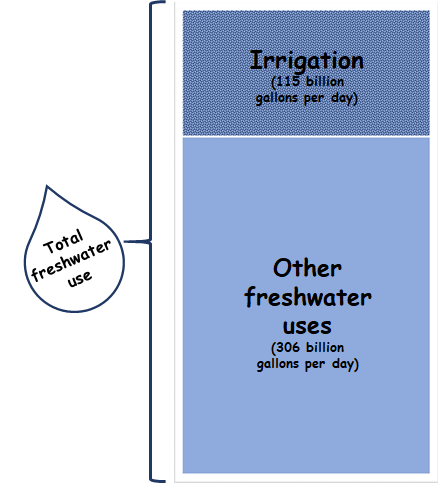 Irrigation
(115 billion
gallons per day)
Total
freshwater
use
Other
freshwater
uses
(306 billion
gallons per day)